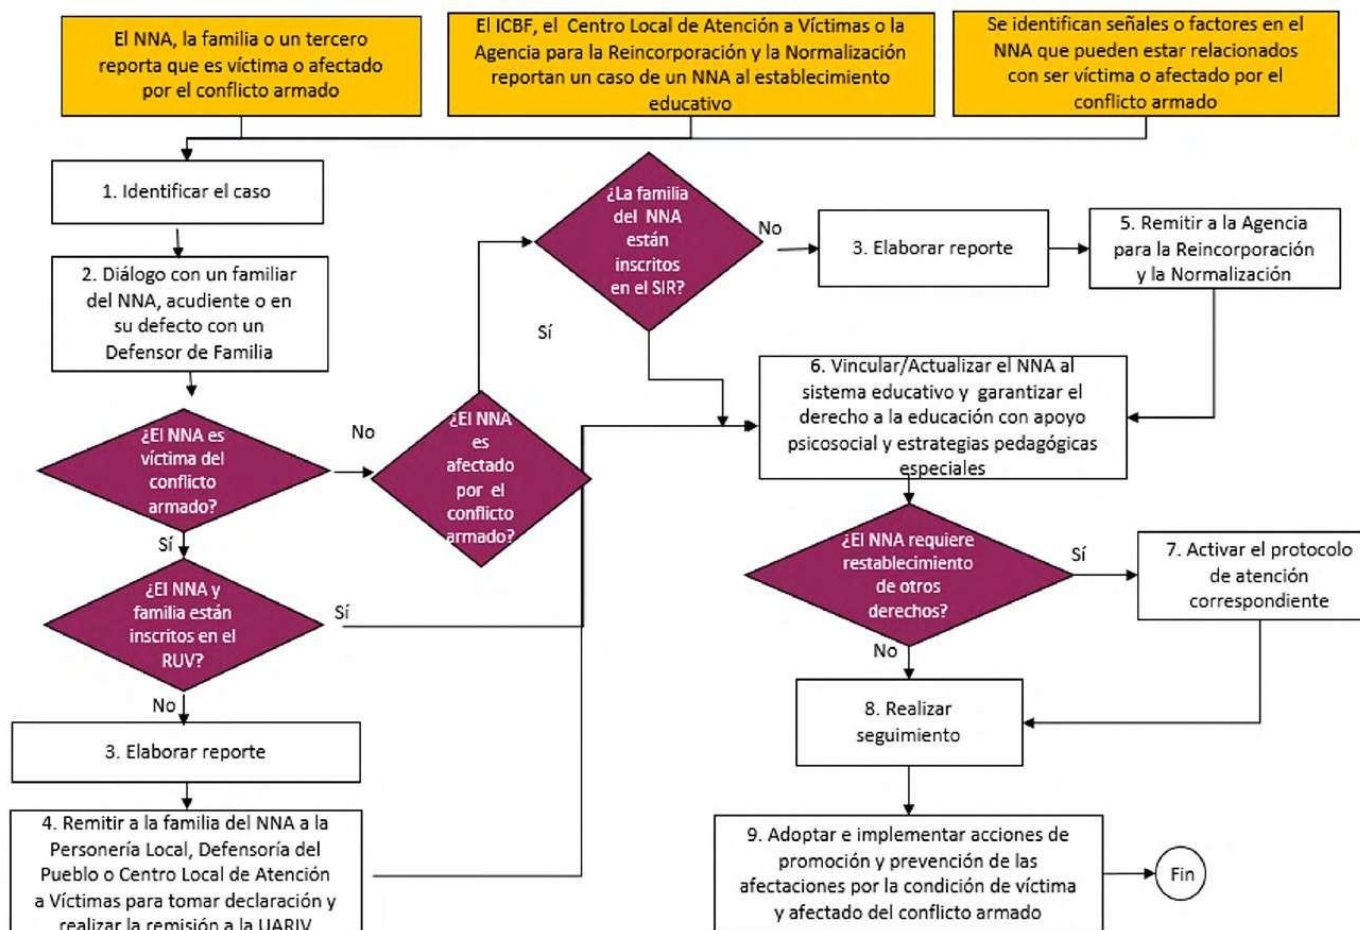 El NNA, la familia o un tercero
reporta que es víctima o afectado
por el conflicto armado
El ICBF, el Centro Local de Atención a Víctimas o la
Agencia para la Reincorporación y la Normalización
reportan un caso de un NNA al establecimiento
educativo
Se identifican señales o factores en el
NNA que pueden estar relacionados
con ser víctima o afectado por el
conflicto armado
1. Identificar el caso
2. Diálogo con un familiar
del NNA, acudiente o en
su defecto con un
Defensor de Familia
¿El NNA es
víctima del
conflicto
armado?
No
Sí
¿El NNA
es
afectado
por el
conflicto
armado?
¿La familia
del NNA
están
inscritos
en el SIR?
No
Sí
3. Elaborar reporte
5. Remitir a la Agencia
para la Reincorporación
y la Normalización
¿El NNA y
familia están
inscritos en el
RUV?
Sí
No
3. Elaborar reporte
4. Remitir a la familia del NNA a la
Personería Local, Defensoría del
Pueblo o Centro Local de Atención
a Víctimas para tomar declaración y
realizar la remisión a la UARIV
6. Vincular/Actualizar el NNA al
sistema educativo y garantizar el
derecho a la educación con apoyo
psicosocial y estrategias pedagógicas
especiales
¿El NNA requiere
restablecimiento
de otros
derechos?
Sí
No
7. Activar el protocolo
de atención
correspondiente
8. Realizar
seguimiento
9. Adoptar e implementar acciones de
promoción y prevención de las
afectaciones por la condición de víctima
y afectado del conflicto armado
Fin